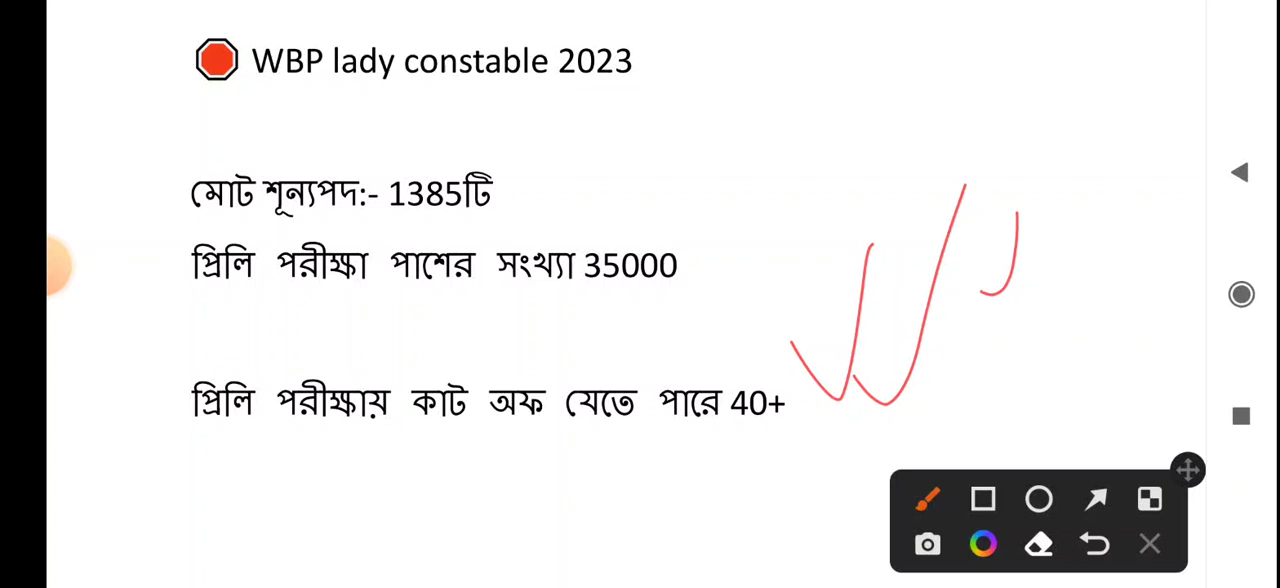 WBP lady constable 2023
মোট শূন্যপদ:- 1385টি
প্রিলি পরীক্ষা পাশের সংখ্যা 35000
প্রিলি পরীক্ষায় কাট অফ যেতে পারে 40+